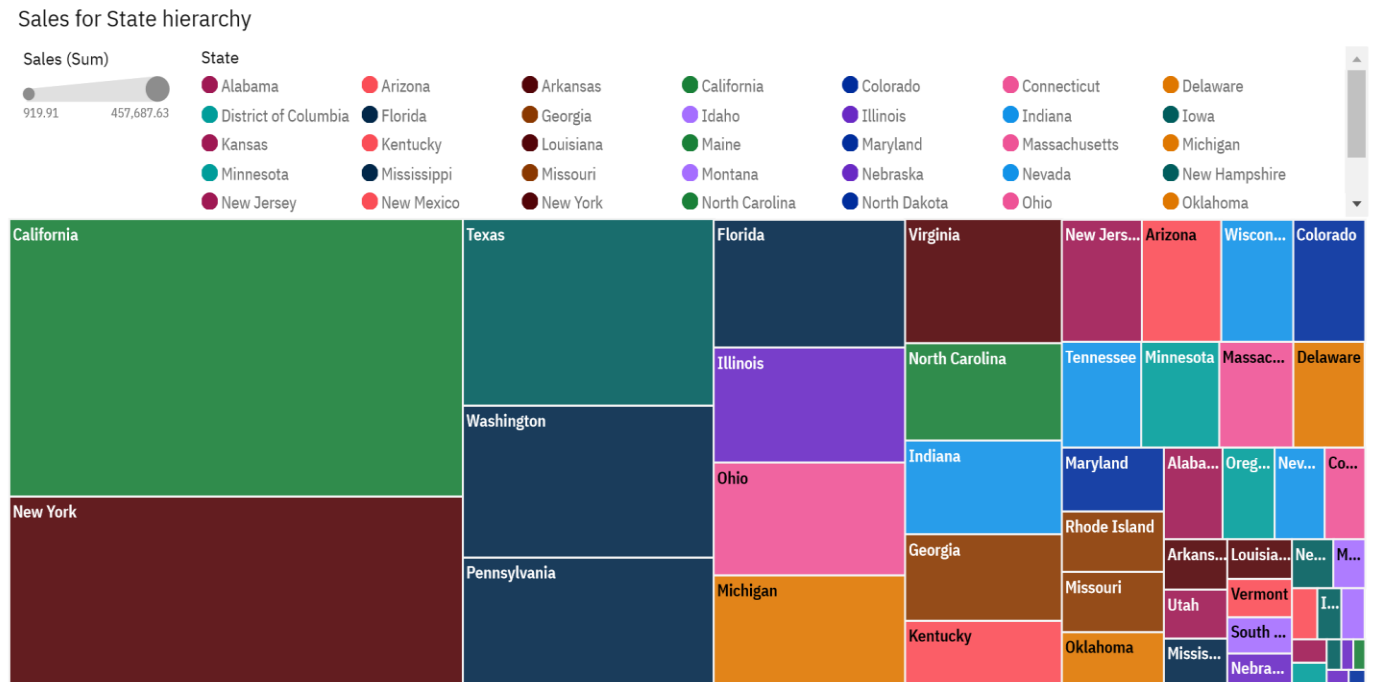 Sales for State hierarchy
Sales (Sum)
919.91 457,687.63
State
Alabama Arizona Arkansas California Colorado Connecticut Delaware
District of Columbia Florida Georgia Idaho Illinois Indiana Iowa
Kansas Kentucky Louisiana Maine Maryland Massachusetts Michigan
Minnesota Mississippi Missouri Montana Nebraska Nevada New Hampshire
New Jersey New Mexico New York North Carolina North Dakota Ohio Oklahoma
California Texas Florida Virginia New Jers... Arizona Wiscon... Colorado
Tennessee Minnesota Massac... Delaware
Illinois North Carolina
Washington
Indiana Maryland Alaba... Oreg... Nev... Co...
Ohio
New York Rhode Island
Georgia Arkans... Louisia... Ne... M...
Pennsylvania
Michigan Missouri Vermont
Utah I...
Kentucky South ...
Oklahoma Missis... Nebra...